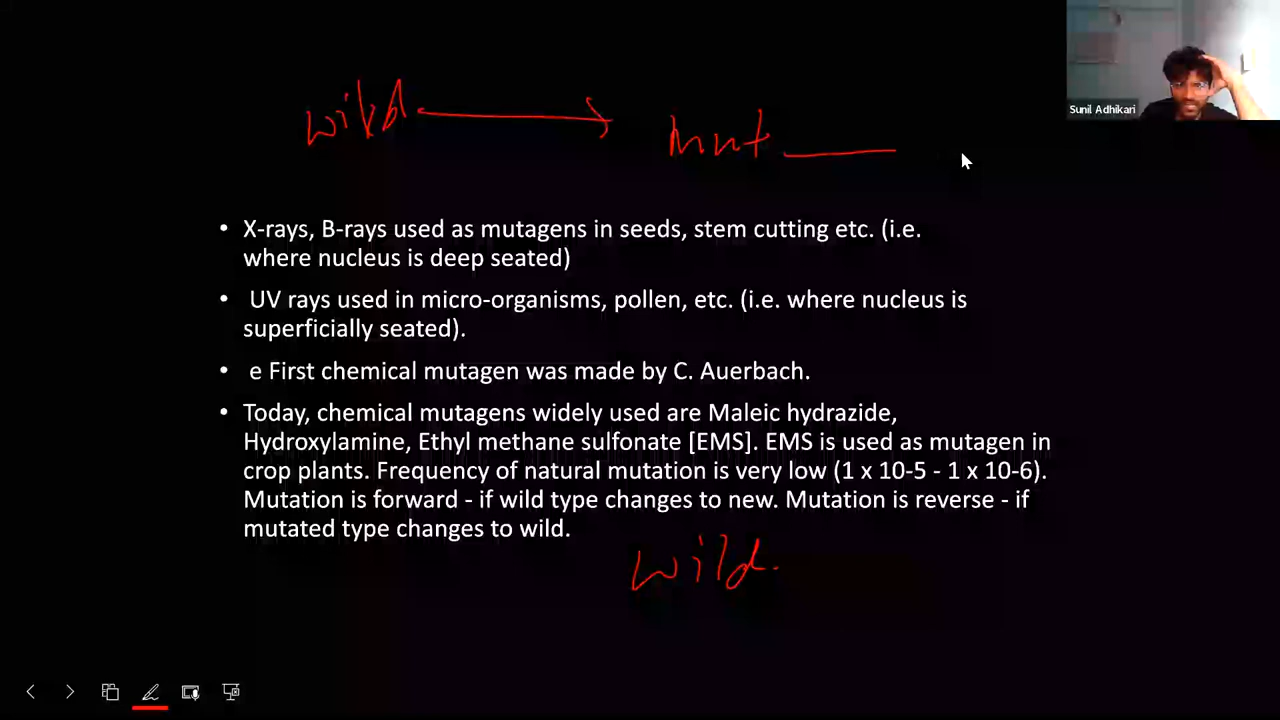 wild
Sunil Adhikari
mut
• X-rays, B-rays used as mutagens in seeds, stem cutting etc. (i.e.
where nucleus is deep seated)
• UV rays used in micro-organisms, pollen, etc. (i.e. where nucleus is
superficially seated).
• e First chemical mutagen was made by C. Auerbach.
• Today, chemical mutagens widely used are Maleic hydrazide,
Hydroxylamine, Ethyl methane sulfonate [EMS]. EMS is used as mutagen in
crop plants. Frequency of natural mutation is very low (1 x 10-5 - 1 x 10-6).
Mutation is forward - if wild type changes to new. Mutation is reverse - if
mutated type changes to wild.
wild.